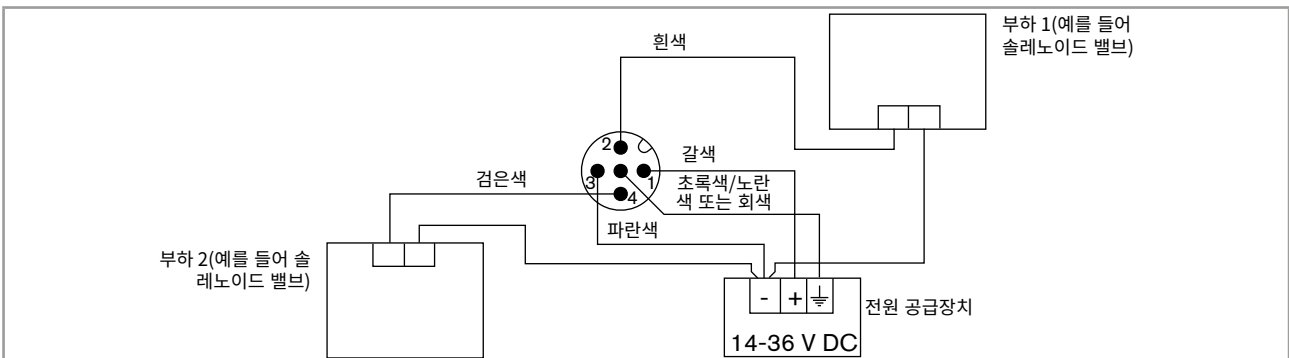 부하 1(예를 들어
솔레노이드 밸브)
흰색
2
갈색
3
1
검은색
초록색/노란
색 또는 회색
4
파란색
부하 2(예를 들어 솔
레노이드 밸브)
- +
전원 공급장치
14-36 V DC